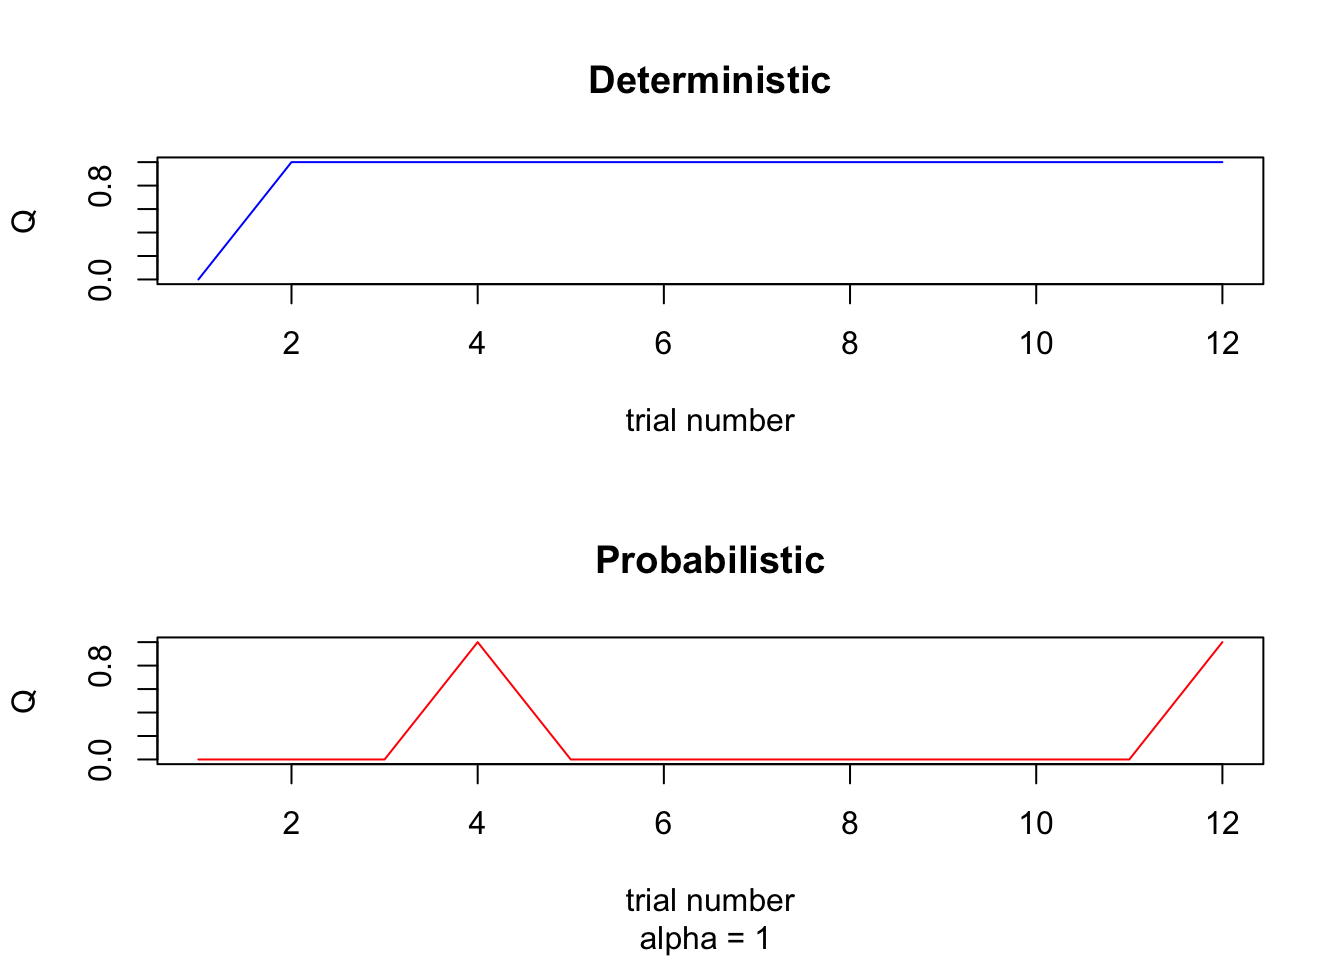 Deterministic
Q
0.8
0.0
2 4 6 8 10 12
trial number
Probabilistic
Q
0.8
0.0
2 4 6 8 10 12
trial number
alpha = 1